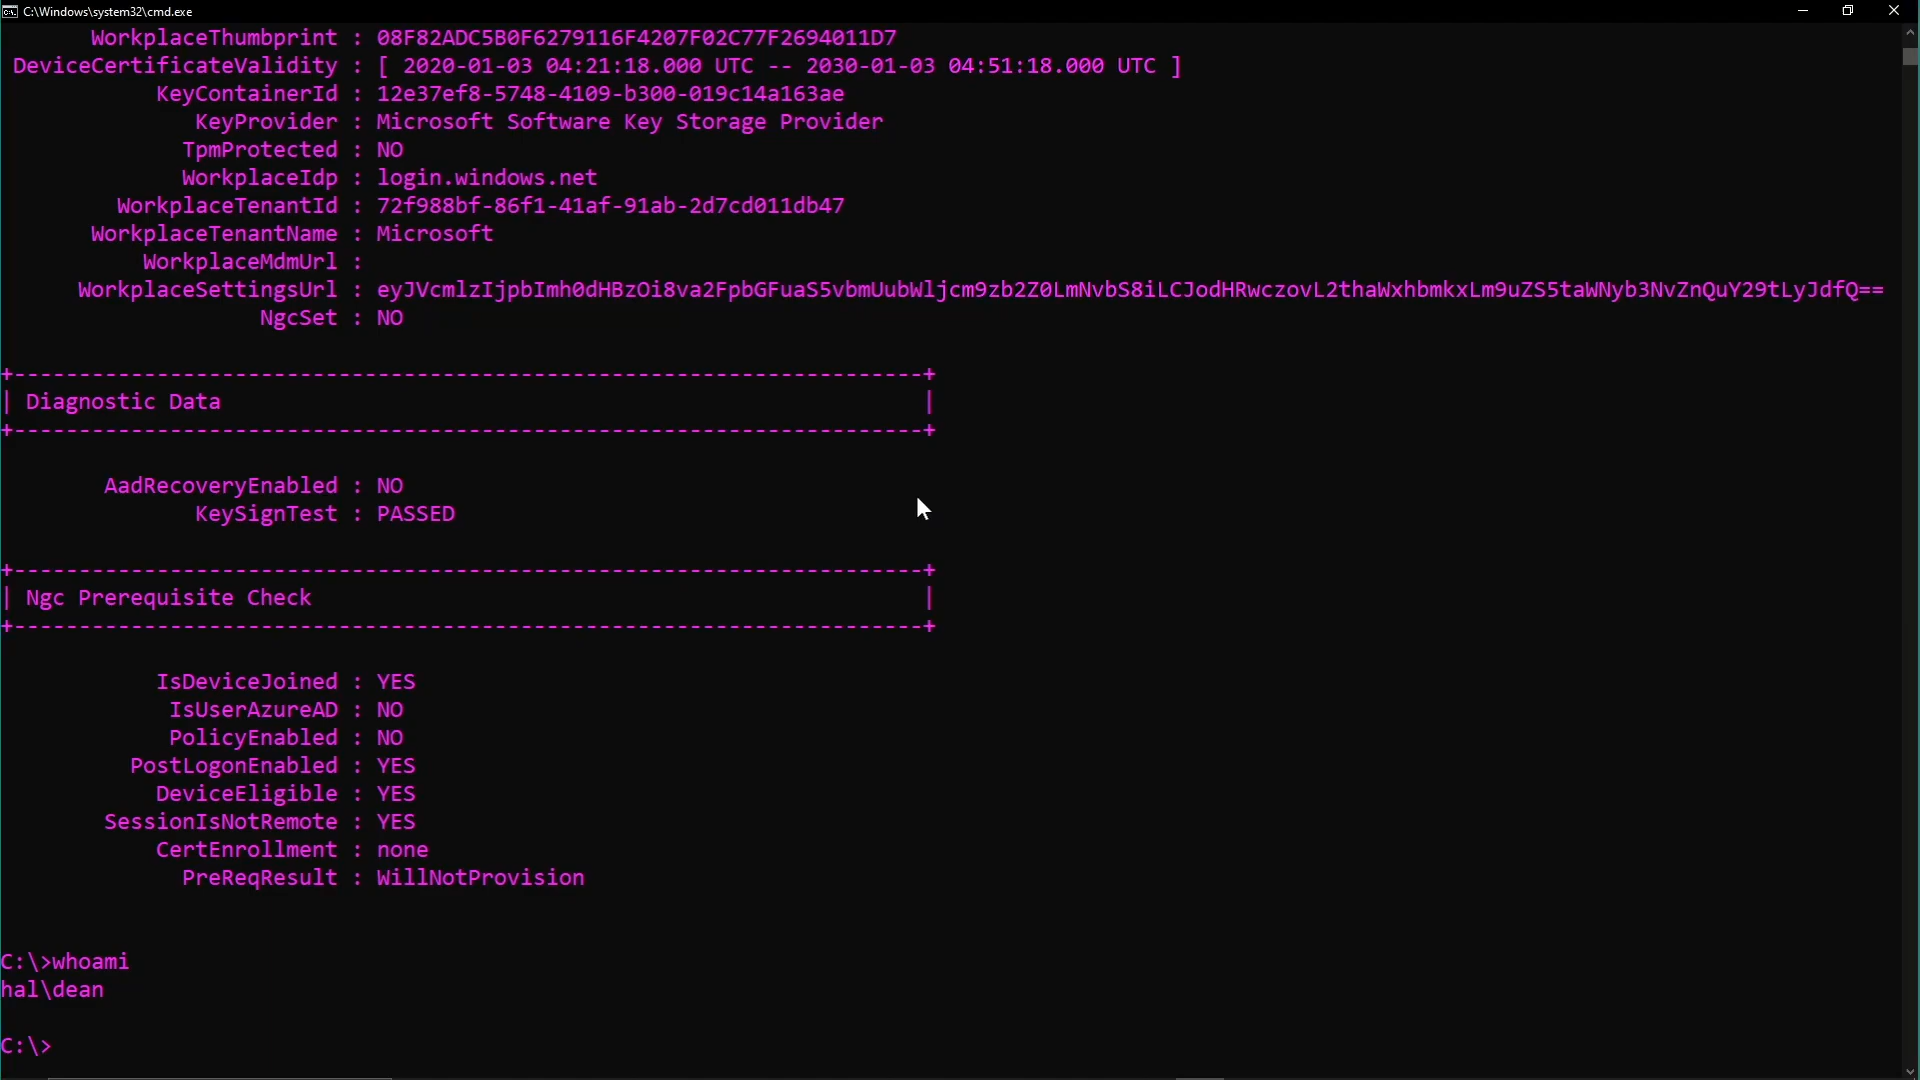 C:\Windows\system32\cmd.exe
WorkplaceThumbprint : 08F82ADC5B0F6279116F4207F02C77F2694011D7
DeviceCertificateValidity : [ 2020-01-03 04:21:18.000 UTC -- 2030-01-03 04:51:18.000 UTC ]
KeyContainerId : 12e37ef8-5748-4109-b300-019c14a163ae
KeyProvider : Microsoft Software Key Storage Provider
TpmProtected : NO
WorkplaceIdp : login.windows.net
WorkplaceTenantId : 72f988bf-86f1-41af-91ab-2d7cd011db47
WorkplaceTenantName : Microsoft
WorkplaceMdmUrl :
WorkplaceSettingsUrl : eyJVcmlzIjpbImh0dHBzOi8va2FpbGFuaS5vbmUubWljcm9zb2Z0LmNvbS8iLCJodHRwczovL2thaWxhbmkxLm9uZS5taWNyb3NvZnQuY29tLyJdfQ==
NgcSet : NO
+----------------------------------------------------------------------+
| Diagnostic Data |
+----------------------------------------------------------------------+
AadRecoveryEnabled : NO
KeySignTest : PASSED
+----------------------------------------------------------------------+
| Ngc Prerequisite Check |
+----------------------------------------------------------------------+
IsDeviceJoined : YES
IsUserAzureAD : NO
PolicyEnabled : NO
PostLogonEnabled : YES
DeviceEligible : YES
SessionIsNotRemote : YES
CertEnrollment : none
PreReqResult : WillNotProvision
C:\>whoami
hal\dean
C:\>